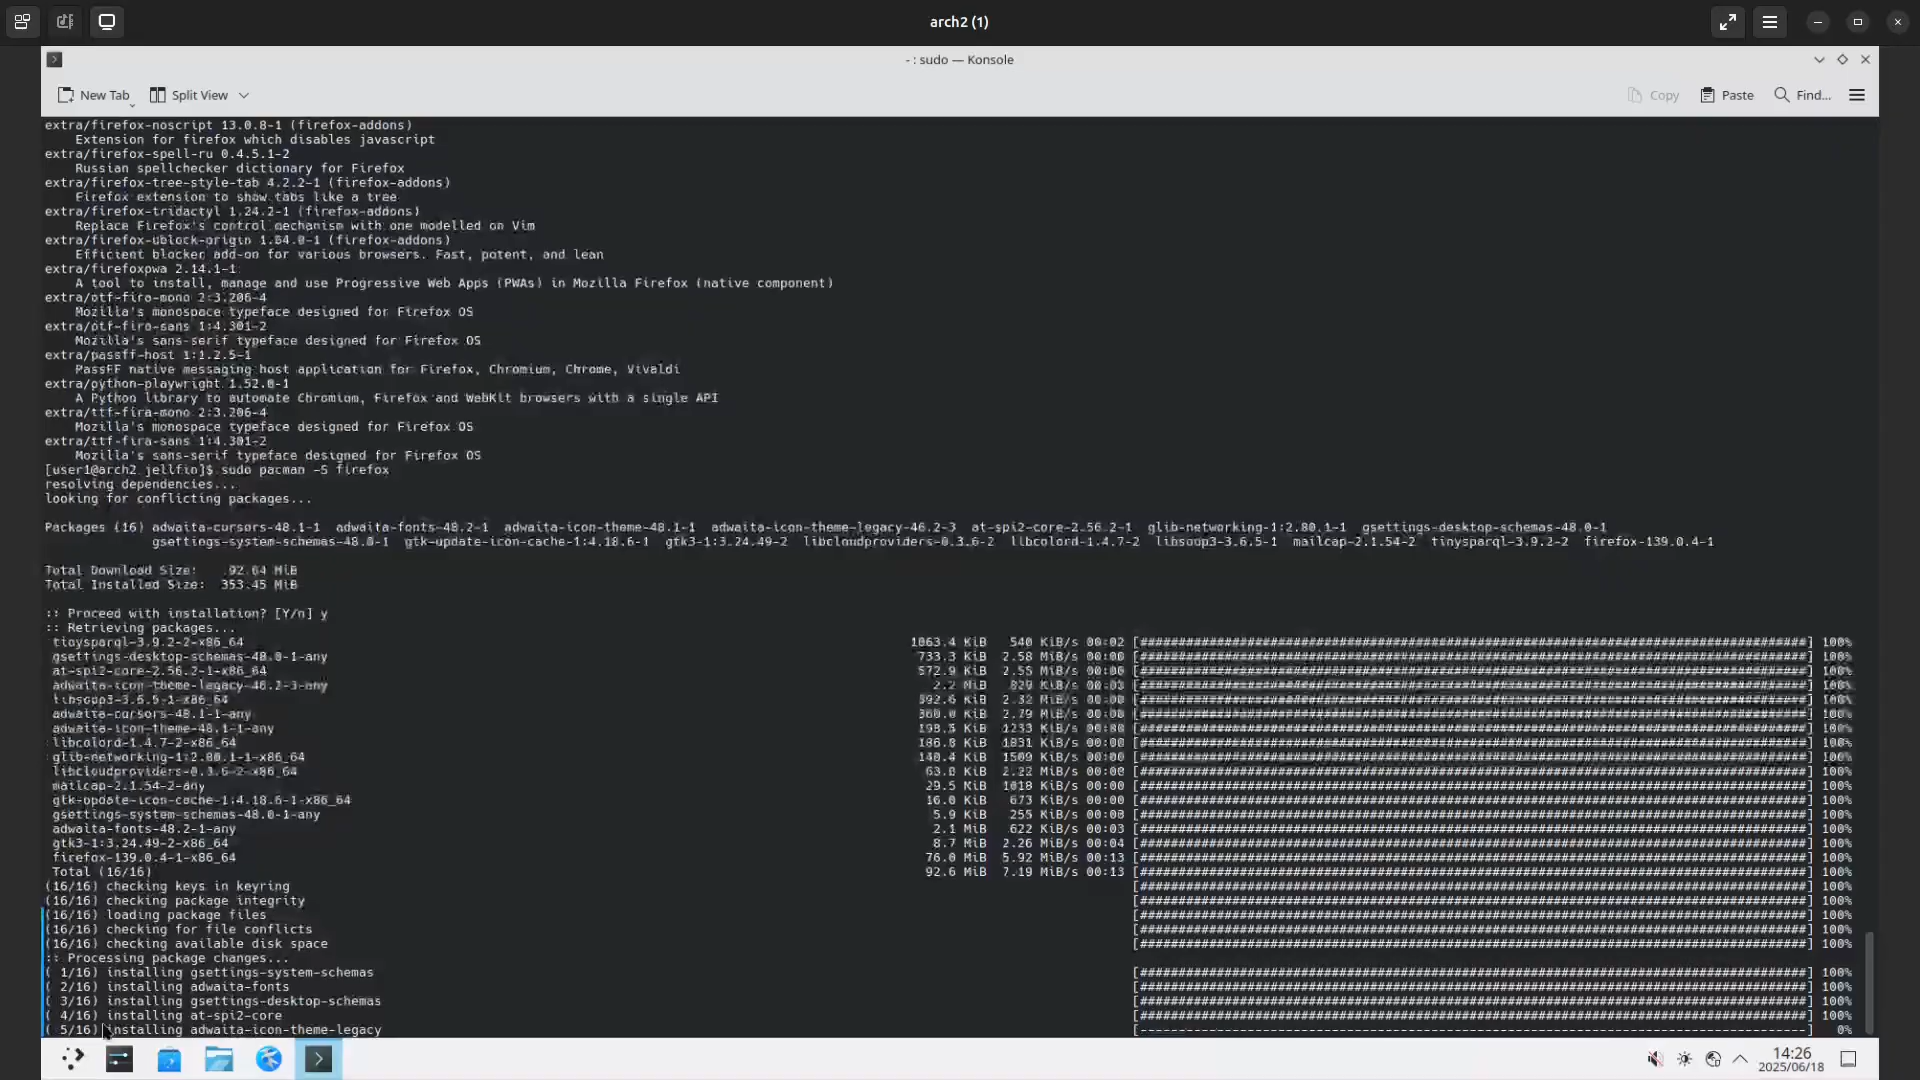 arch2 (1)
- : sudo — Konsole
New Tab
Split View
Copy
Paste
Find...
extra/firefox-noscript 13.0.8-1 (firefox-addons)
Extension for firefox which disables javascript
extra/firefox-spell-ru 0.4.5.1-2
Russian spellchecker dictionary for Firefox
extra/firefox-tree-style-tab 4.2.2-1 (firefox-addons)
Firefox extension to show tabs like a tree
extra/firefox-tridactyl 1.24.2-1 (firefox-addons)
Replace Firefox's control mechanism with one modelled on Vim
extra/firefox-ublock-origin 1.64.0-1 (firefox-addons)
Efficient blocker add-on for various browsers. Fast, potent, and lean
extra/firefoxpwa 2.14.1-1
A tool to install, manage and use Progressive Web Apps (PWAs) in Mozilla Firefox (native component)
extra/otf-fira-mono 2:3.206-4
Mozilla's monospace typeface designed for Firefox OS
extra/otf-fira-sans 1:4.301-2
Mozilla's sans-serif typeface designed for Firefox OS
extra/passff-host 1:1.2.5-1
PassFF native messaging host application for Firefox, Chromium, Chrome, Vivaldi
extra/python-playwright 1.52.0-1
A Python library to automate Chromium, Firefox and WebKit browsers with a single API
extra/ttf-fira-mono 2:3.206-4
Mozilla's monospace typeface designed for Firefox OS
extra/ttf-fira-sans 1:4.301-2
Mozilla's sans-serif typeface designed for Firefox OS
[user1@arch2 jellfin]$ sudo pacman -S firefox
resolving dependencies...
looking for conflicting packages...
Packages (16) adwaita-cursors-48.1-1 adwaita-fonts-48.2-1 adwaita-icon-theme-48.1-1 adwaita-icon-theme-legacy-46.2-3 at-spi2-core-2.56.2-1 glib-networking-1:2.80.1-1 gsettings-desktop-schemas-48.0-1
gsettings-system-schemas-48.0-1 gtk-update-icon-cache-1:4.18.6-1 gtk3-1:3.24.49-2 libcloudproviders-0.3.6-2 libcolord-1.4.7-2 libsoup3-3.6.5-1 mailcap-2.1.54-2 tinysparql-3.9.2-2 firefox-139.0.4-1
Total Download Size: 92.64 MiB
Total Installed Size: 353.45 MiB
:: Proceed with installation? [Y/n] y
:: Retrieving packages...
tinysparql-3.9.2-2-x86_64 1063.4 KiB 540 KiB/s 00:02 100%
gsettings-desktop-schemas-48.0-1-any 733.3 KiB 2.58 MiB/s 00:00 100%
at-spi2-core-2.56.2-1-x86_64 572.9 KiB 2.55 MiB/s 00:00 100%
adwaita-icon-theme-legacy-46.2-3-any 2.2 MiB 829 KiB/s 00:03 100%
libsoup3-3.6.5-1-x86_64 392.6 KiB 2.32 MiB/s 00:00 100%
adwaita-cursors-48.1-1-any 360.0 KiB 2.79 MiB/s 00:00 100%
adwaita-icon-theme-48.1-1-any 198.5 KiB 1233 KiB/s 00:00 100%
libcolord-1.4.7-2-x86_64 186.8 KiB 1831 KiB/s 00:00 100%
glib-networking-1:2.80.1-1-x86_64 140.4 KiB 1509 KiB/s 00:00 100%
libcloudproviders-0.3.6-2-x86_64 63.8 KiB 2.22 MiB/s 00:00 100%
mailcap-2.1.54-2-any 29.5 KiB 1018 KiB/s 00:00 100%
gtk-update-icon-cache-1:4.18.6-1-x86_64 16.0 KiB 673 KiB/s 00:00 100%
gsettings-system-schemas-48.0-1-any 5.9 KiB 255 KiB/s 00:00 100%
adwaita-fonts-48.2-1-any 2.1 MiB 622 KiB/s 00:03 100%
gtk3-1:3.24.49-2-x86_64 8.7 MiB 2.26 MiB/s 00:04 100%
firefox-139.0.4-1-x86_64 76.0 MiB 5.92 MiB/s 00:13 100%
Total (16/16) 92.6 MiB 7.19 MiB/s 00:13 100%
(16/16) checking keys in keyring 100%
(16/16) checking package integrity 100%
(16/16) loading package files 100%
(16/16) checking for file conflicts 100%
(16/16) checking available disk space 100%
:: Processing package changes...
( 1/16) installing gsettings-system-schemas 100%
( 2/16) installing adwaita-fonts 100%
( 3/16) installing gsettings-desktop-schemas 100%
( 4/16) installing at-spi2-core 100%
( 5/16) installing adwaita-icon-theme-legacy 0%
14:26
2025/06/18